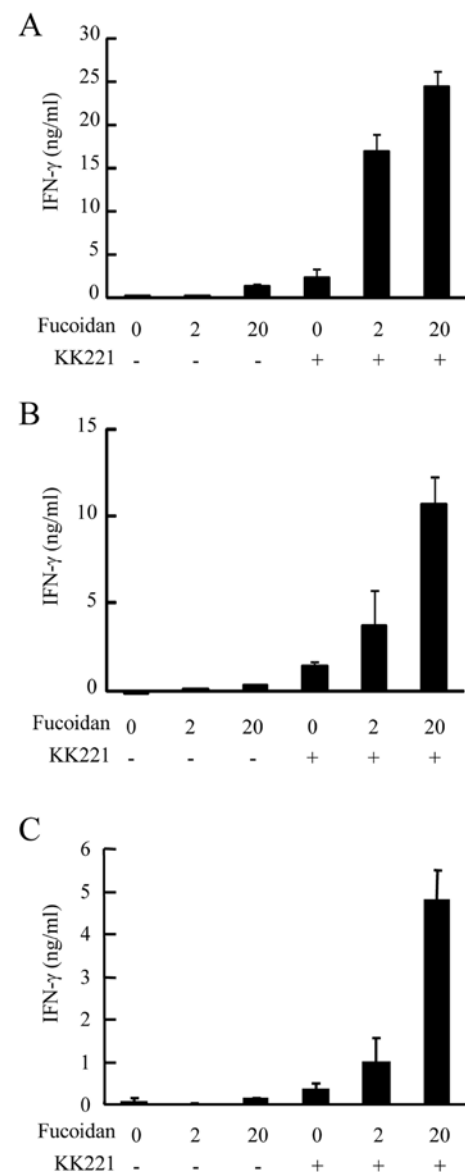 A
30
25
20
15
10
5
0
IFN-γ (ng/ml)
Fucoidan 0 2 20 0 2 20
KK221 - - - + + +
B
15
10
5
0
IFN-γ (ng/ml)
Fucoidan 0 2 20 0 2 20
KK221 - - - + + +
C
6
5
4
3
2
1
0
IFN-γ (ng/ml)
Fucoidan 0 2 20 0 2 20
KK221 - - - + + +